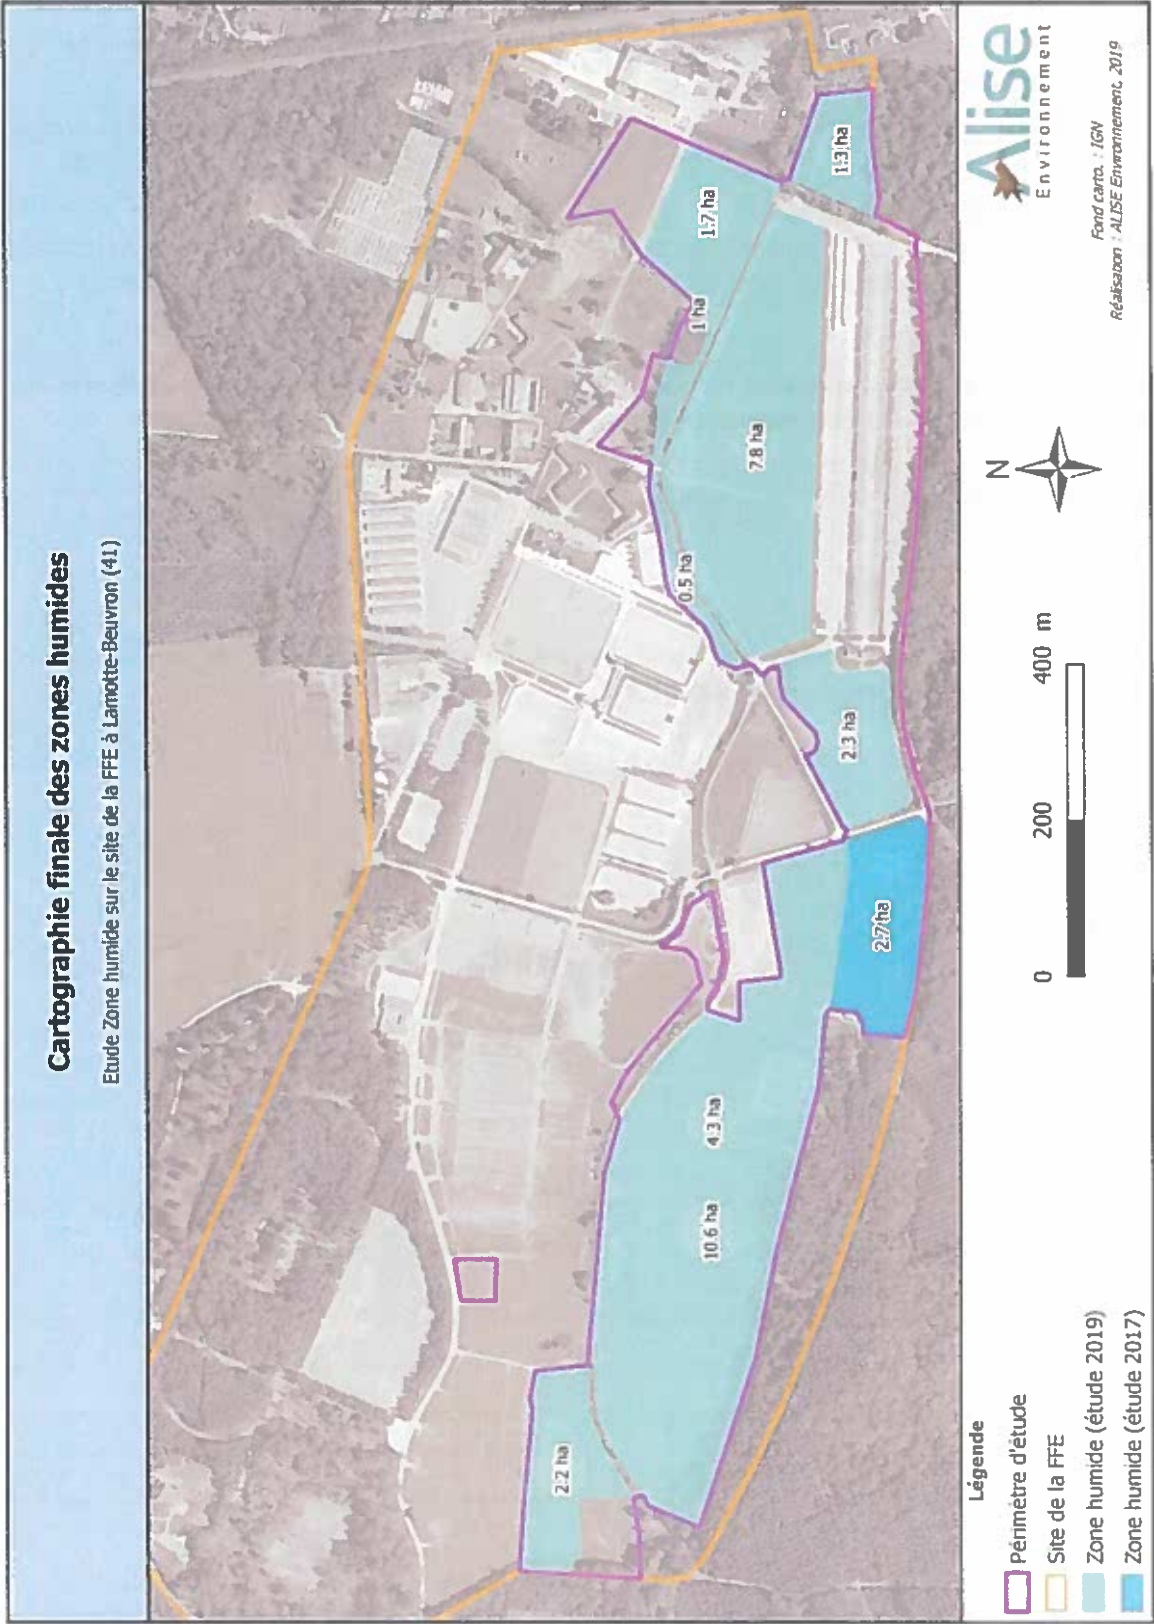 Cartographie finale des zones humides
Etude Zone humide sur le site de la FFE à Lamotte-Beuvron (41)
2.2 ha
10.6 ha
4.3 ha
2.7 ha
2.3 ha
0.5 ha
7.8 ha
1 ha
1.7 ha
1.3 ha
Légende
Périmètre d'étude
Site de la FFE
Zone humide (étude 2019)
Zone humide (étude 2017)
0 200 400 m
N
Alise
Environnement
Fond carto. : IGN
Réalisation : ALISE Environnement, 2019